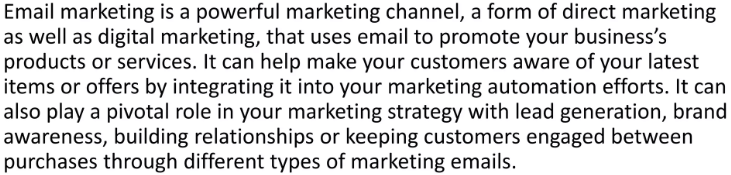 Email marketing is a powerful marketing channel, a form of direct marketing
as well as digital marketing, that uses email to promote your business’s
products or services. It can help make your customers aware of your latest
items or offers by integrating it into your marketing automation efforts. It can
also play a pivotal role in your marketing strategy with lead generation, brand
awareness, building relationships or keeping customers engaged between
purchases through different types of marketing emails.